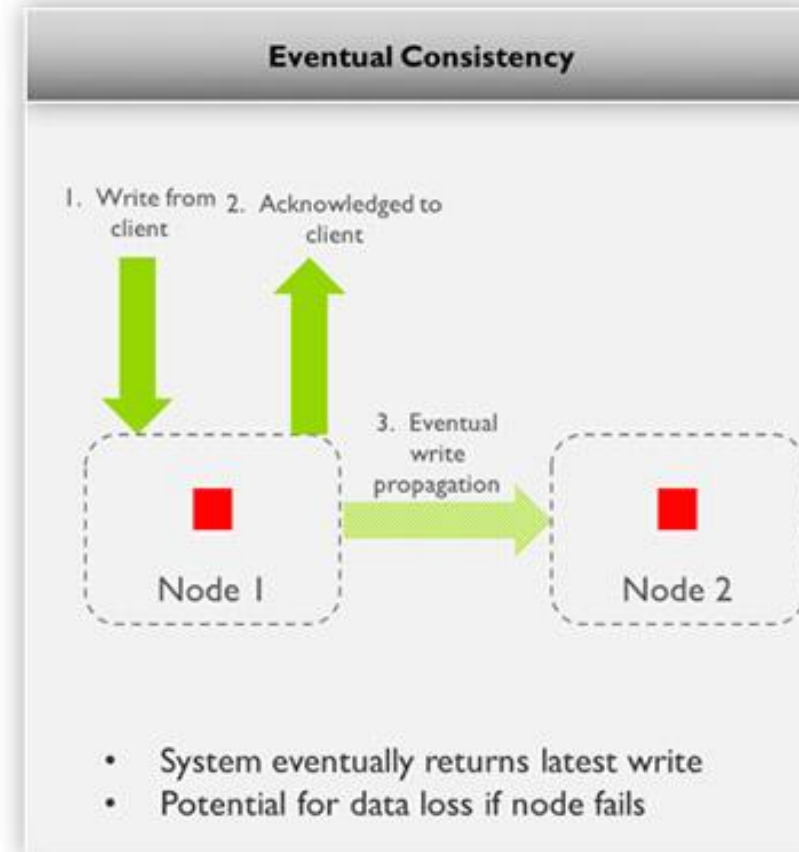 Eventual Consistency
1. Write from
client
2. Acknowledged to
client
3. Eventual
write
propagation
Node 1
Node 2
• System eventually returns latest write
• Potential for data loss if node fails